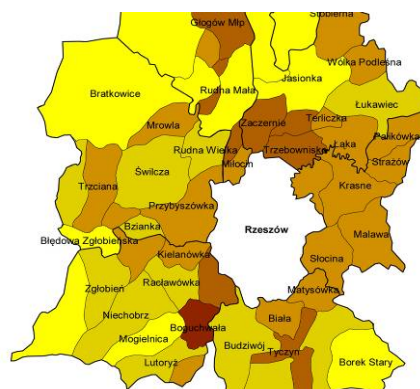 Stobierna
Głogów Młp
Wólka Podleśna
Jasionka
Rudna Mała
Bratkowice
Łukawiec
Terliczka
Zaczernie
Mrowla
Palikówka
Trzebownisko
Łąka
Rudna Wielka
Strażów
Miłocin
Świlcza
Trzciana
Krasne
Przybyszówka
Bzianka
Rzeszów
Malawa
Błędowa Zgłobieńska
Kielanówka
Słocina
Racławówka
Matysówka
Zgłobień
Niechobrz
Biała
Boguchwała
Mogielnica
Budziwój
Tyczyn
Borek Stary
Lutoryż